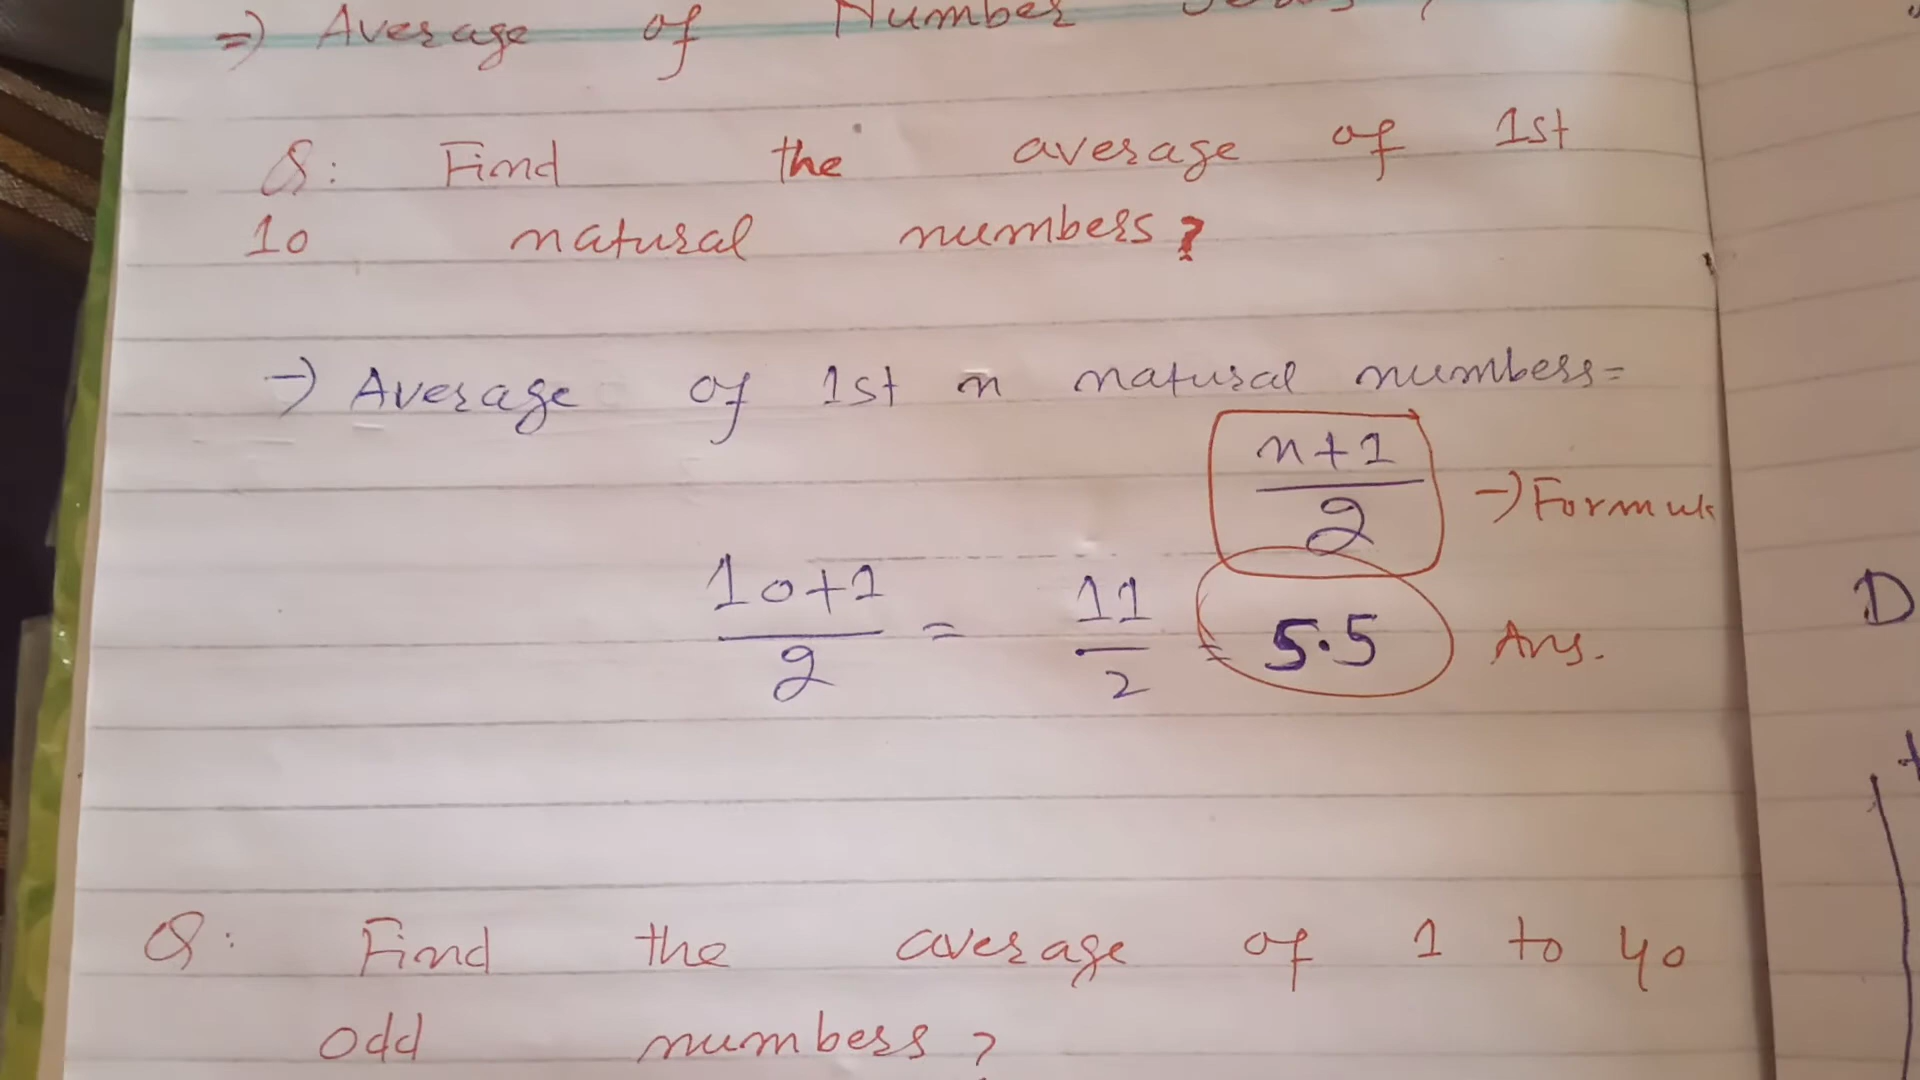 => Average of Number
Q: Find the average of 1st
10 natural numbers?
→ Average of 1st n natural numbers=
n+1
2
→ Formul
10+1
2
=
11
2
= 5.5 Ans.
D
Q: Find the average of 1 to 40
odd numbers?